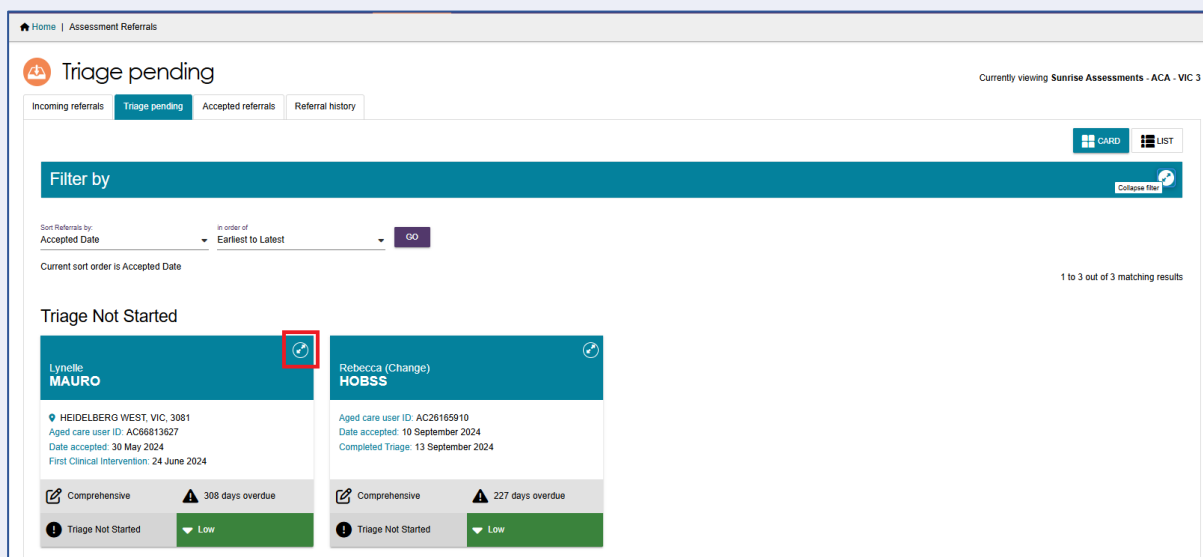 Home | Assessment Referrals
Triage pending
Currently viewing Sunrise Assessments - ACA - VIC 3
Incoming referrals Triage pending Accepted referrals Referral history
CARD LIST
Filter by
Collapse filter
Sort Referrals by: in order of
Accepted Date Earliest to Latest GO
Current sort order is Accepted Date
1 to 3 out of 3 matching results
Triage Not Started
Lynelle
MAURO
HEIDELBERG WEST, VIC, 3081
Aged care user ID: AC66813627
Date accepted: 30 May 2024
First Clinical Intervention: 24 June 2024
Comprehensive 308 days overdue
Triage Not Started Low
Rebecca (Change)
HOBSS
Aged care user ID: AC26165910
Date accepted: 10 September 2024
Completed Triage: 13 September 2024
Comprehensive 227 days overdue
Triage Not Started Low